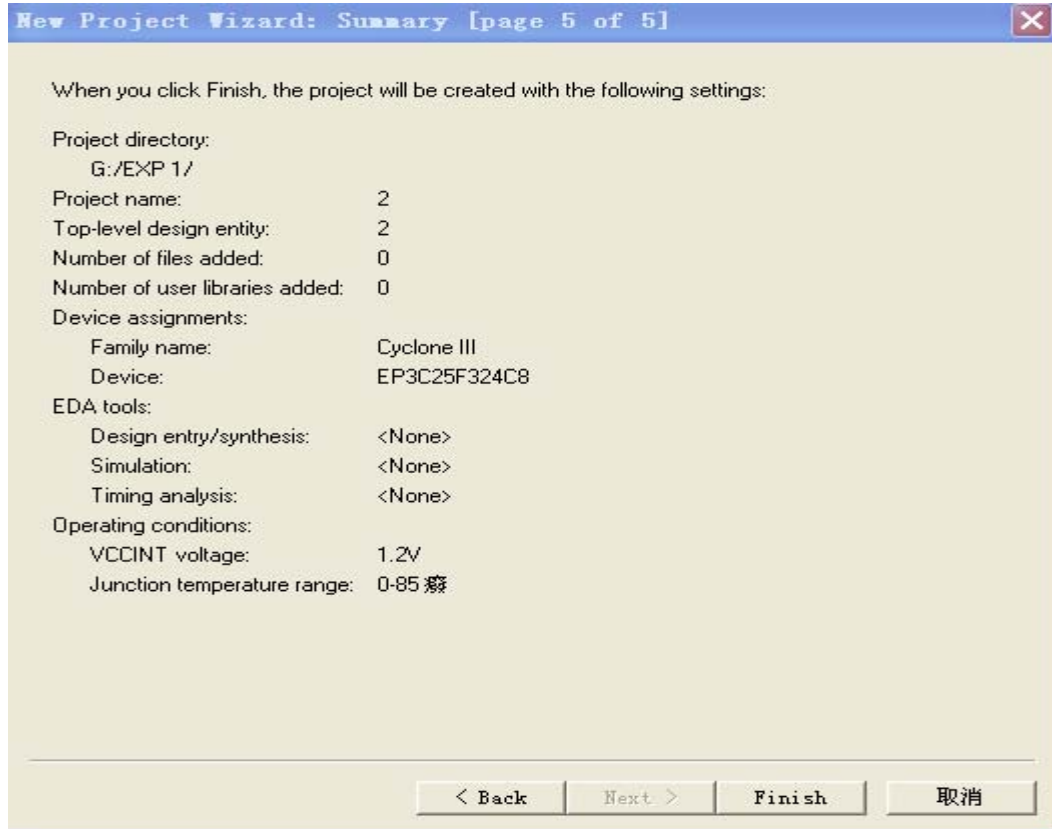 New Project Wizard: Summary [page 5 of 5]
When you click Finish, the project will be created with the following settings:
Project directory:
G:/EXP 1/
Project name: 2
Top-level design entity: 2
Number of files added: 0
Number of user libraries added: 0
Device assignments:
Family name: Cyclone III
Device: EP3C25F324C8
EDA tools:
Design entry/synthesis: <None>
Simulation: <None>
Timing analysis: <None>
Operating conditions:
VCCINT voltage: 1.2V
Junction temperature range: 0-85 癈
< Back Next > Finish 取消